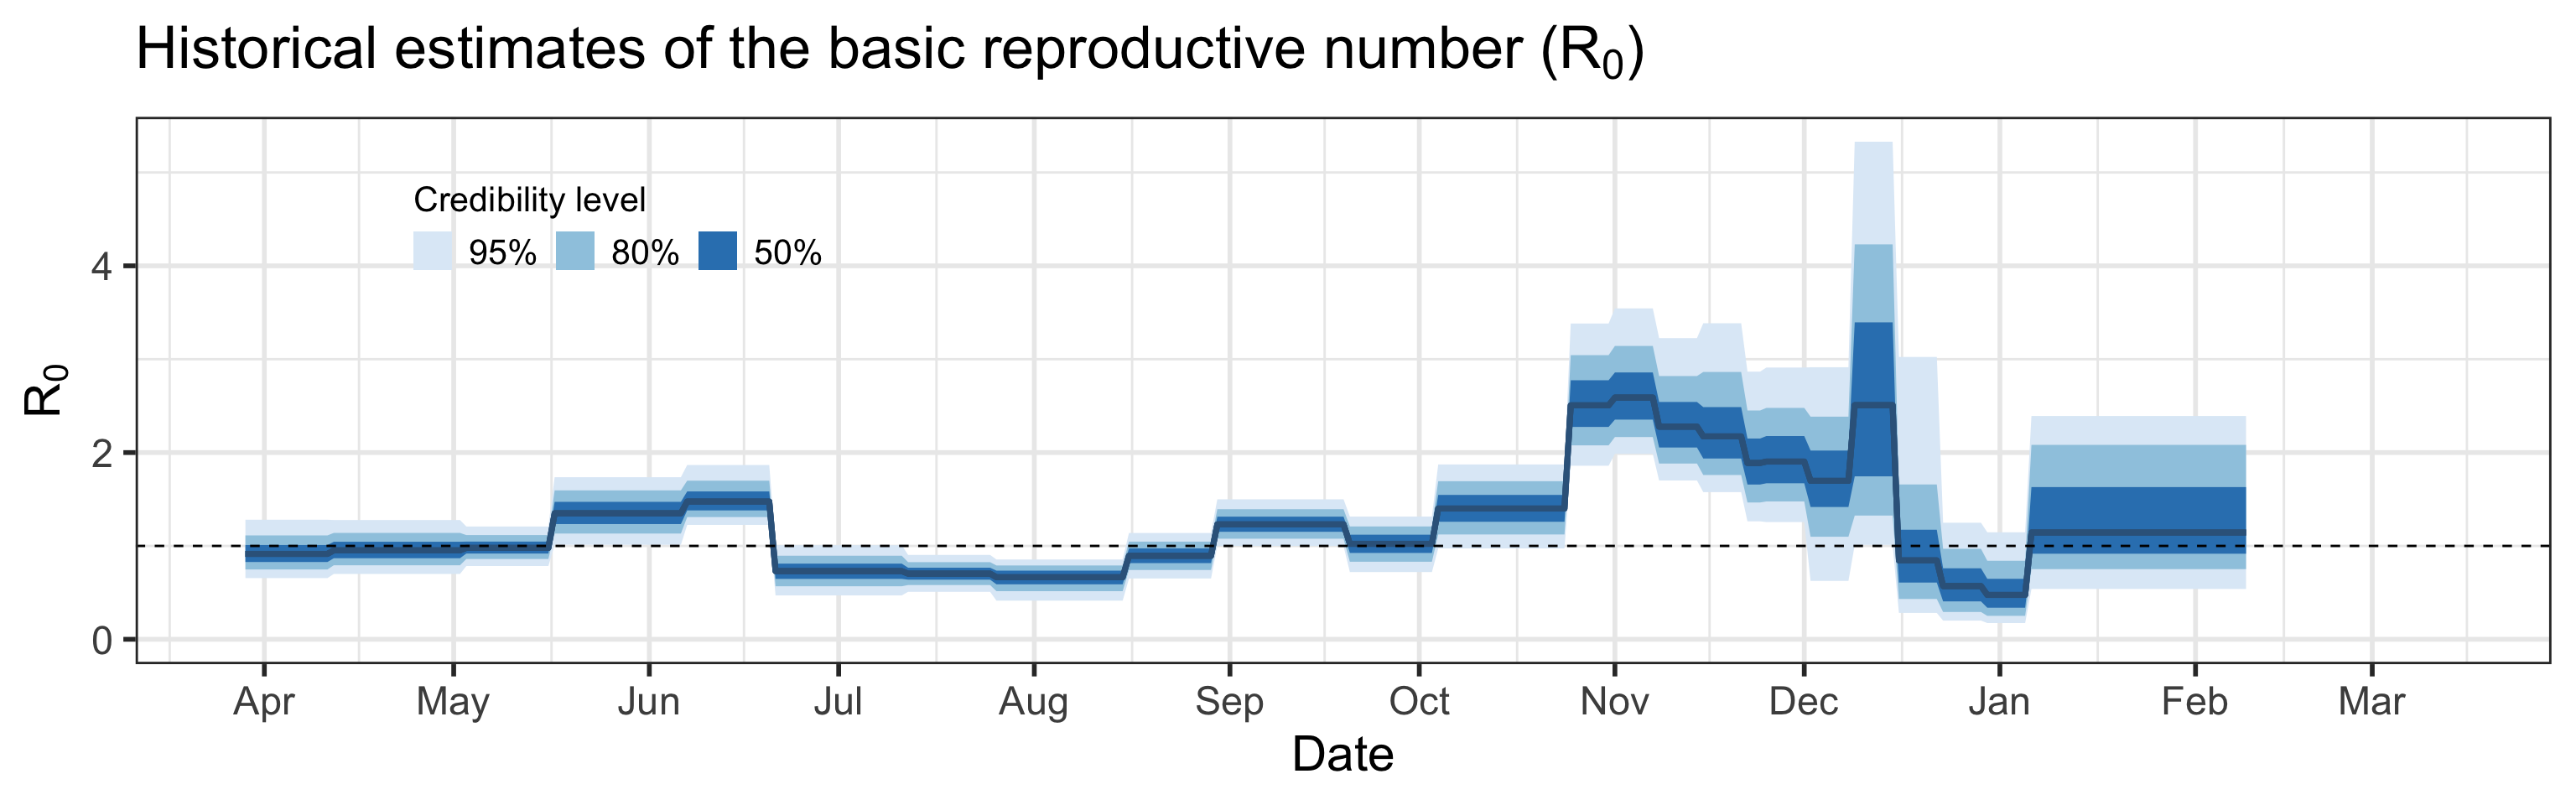 Historical estimates of the basic reproductive number (R₀)
Credibility level
95% 80% 50%
4
2
0
R₀
Apr May Jun Jul Aug Sep Oct Nov Dec Jan Feb Mar
Date